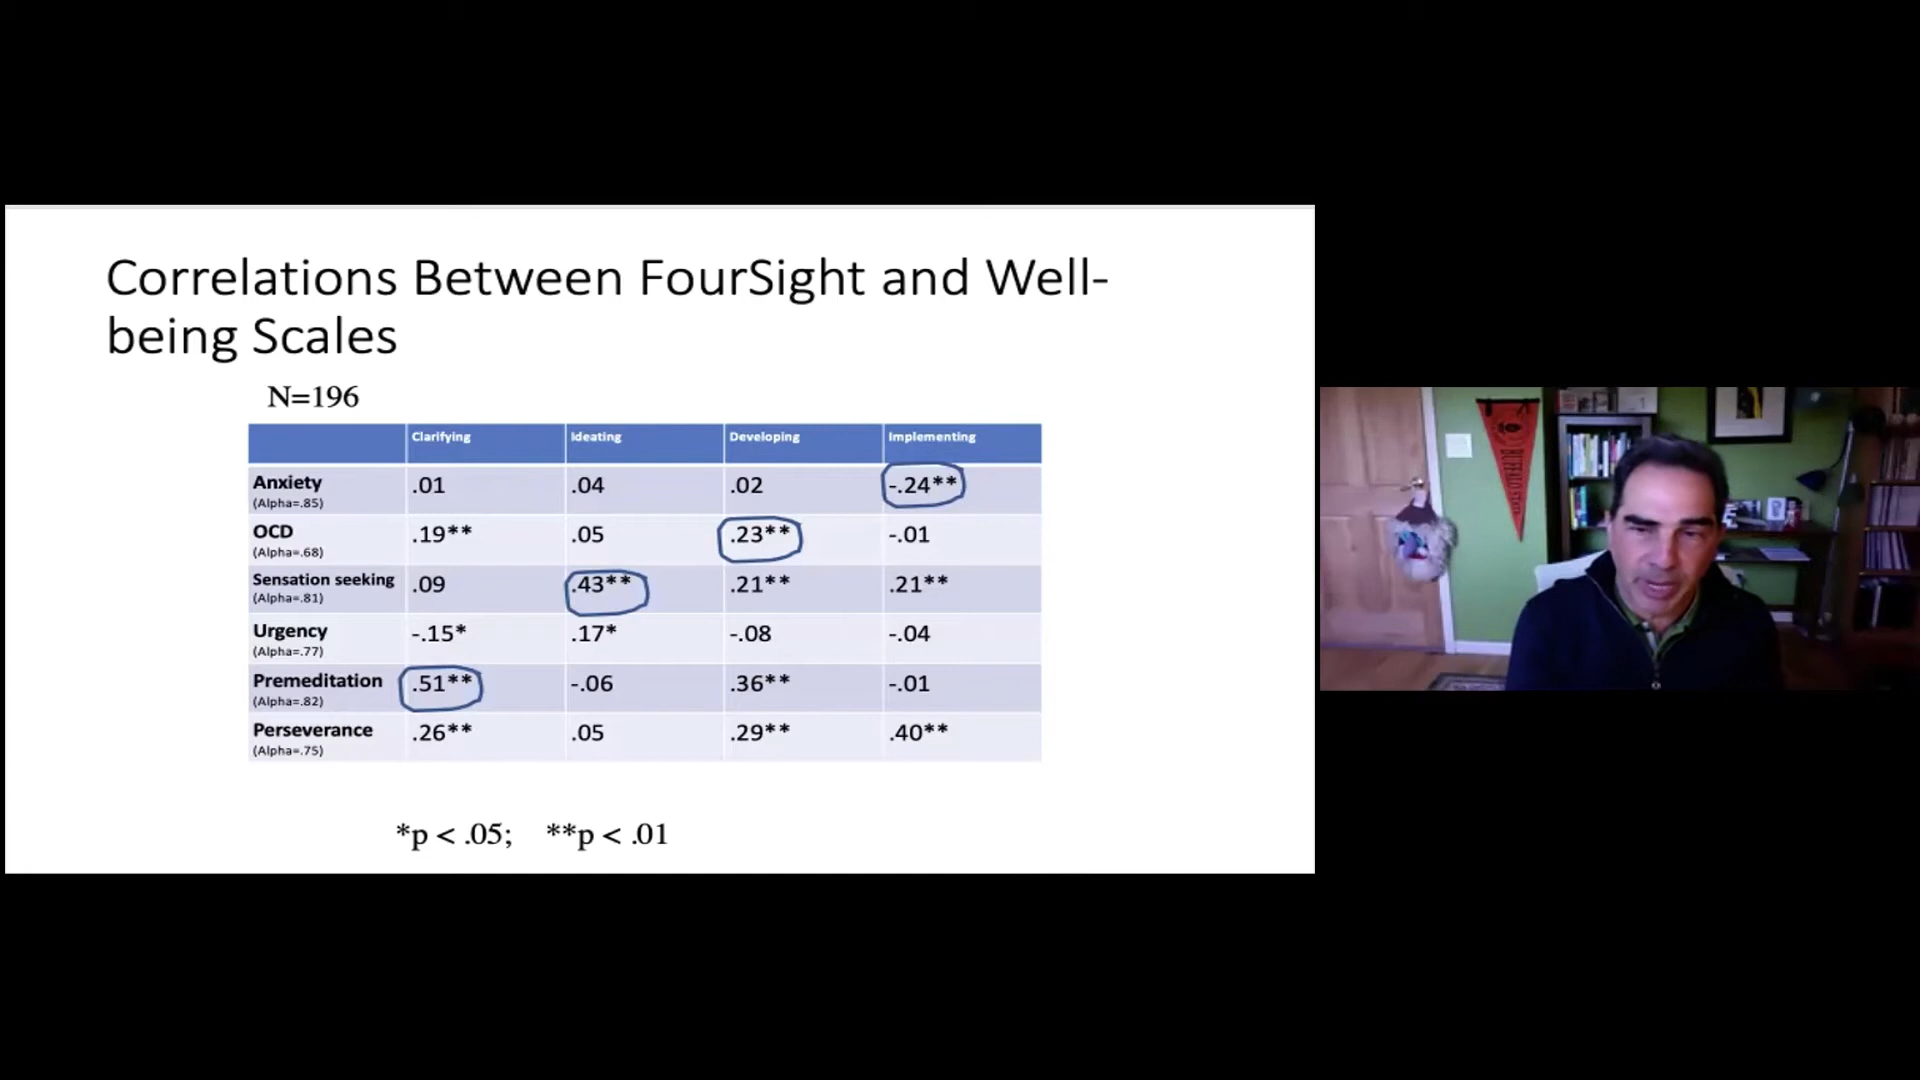 Correlations Between FourSight and Well-
being Scales
N=196
Clarifying Ideating Developing Implementing
Anxiety .01 .04 .02 -.24**
(Alpha=.85)
OCD .19** .05 .23** -.01
(Alpha=.68)
Sensation seeking .09 .43** .21** .21**
(Alpha=.81)
Urgency -.15* .17* -.08 -.04
(Alpha=.77)
Premeditation .51** -.06 .36** -.01
(Alpha=.82)
Perseverance .26** .05 .29** .40**
(Alpha=.75)
*p < .05; **p < .01
BUFFALO STATE